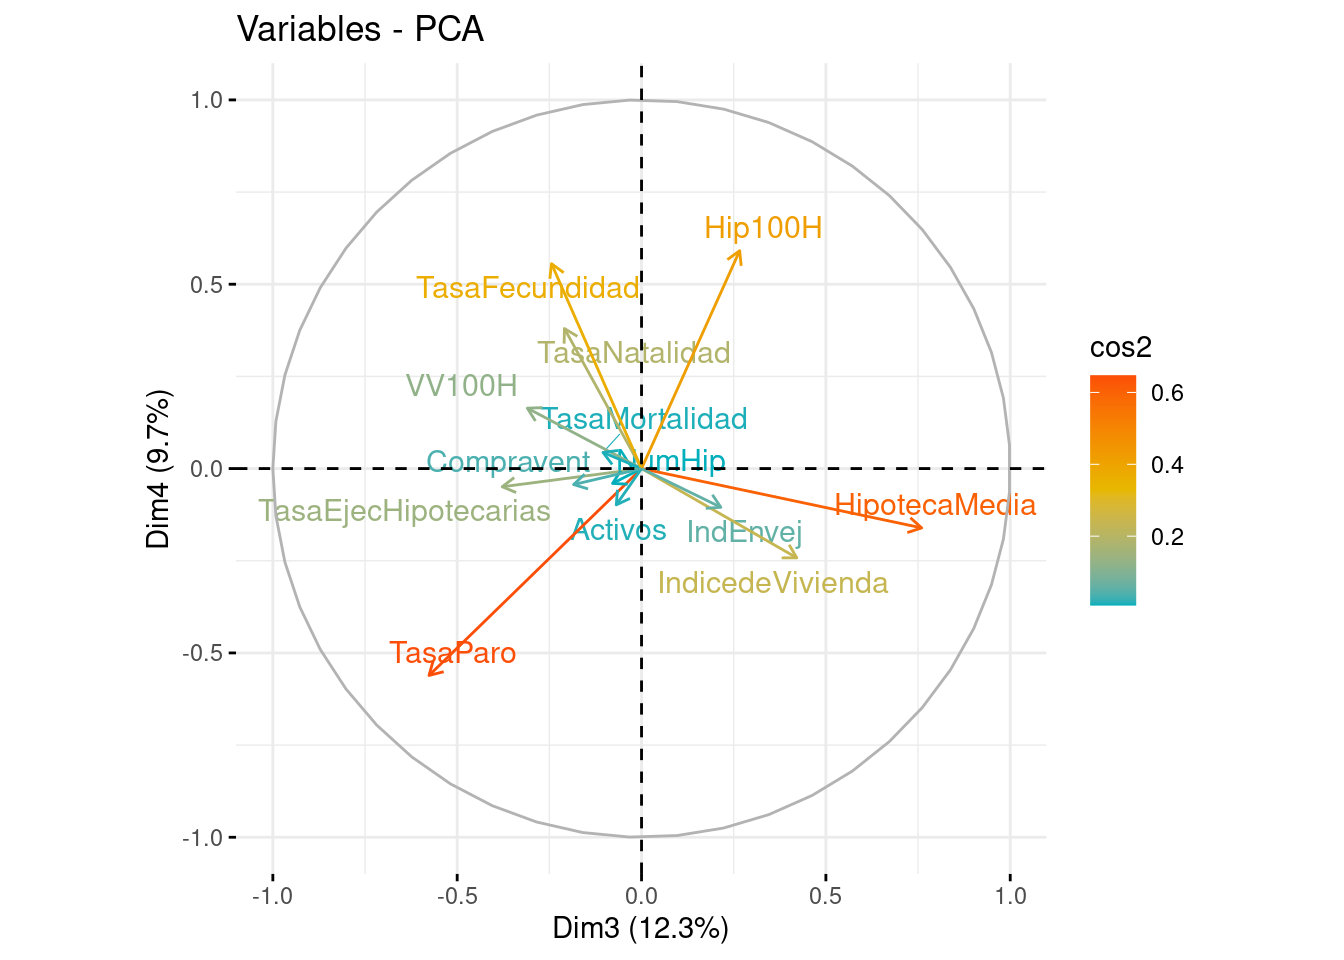 Variables - PCA
1.0
0.5
0.0
-0.5
-1.0
Dim4 (9.7%)
Hip100H
TasaFecundidad
TasaNatalidad
VV100H
TasaMortalidad
Compravent
NumHip
TasaEjecHipotecarias
HipotecaMedia
Activos
IndEnvej
IndicedeVivienda
TasaParo
-1.0
-0.5
0.0
0.5
1.0
Dim3 (12.3%)
cos2
0.6
0.4
0.2